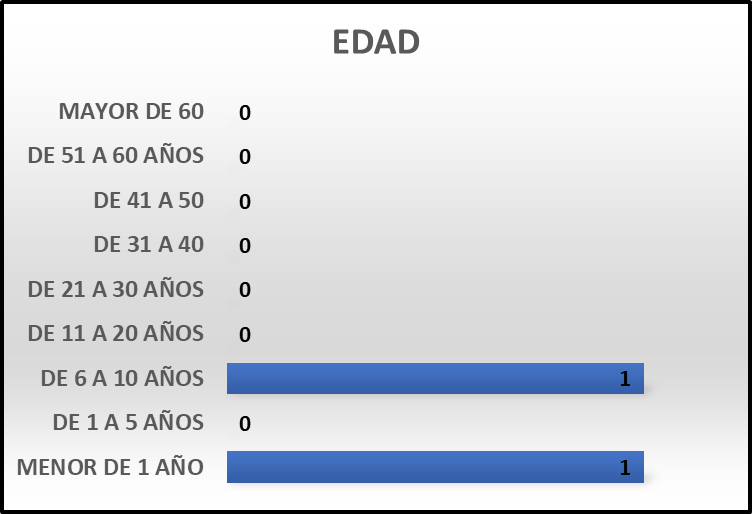 EDAD
MAYOR DE 60 0
DE 51 A 60 AÑOS 0
DE 41 A 50 0
DE 31 A 40 0
DE 21 A 30 AÑOS 0
DE 11 A 20 AÑOS 0
DE 6 A 10 AÑOS 1
DE 1 A 5 AÑOS 0
MENOR DE 1 AÑO 1